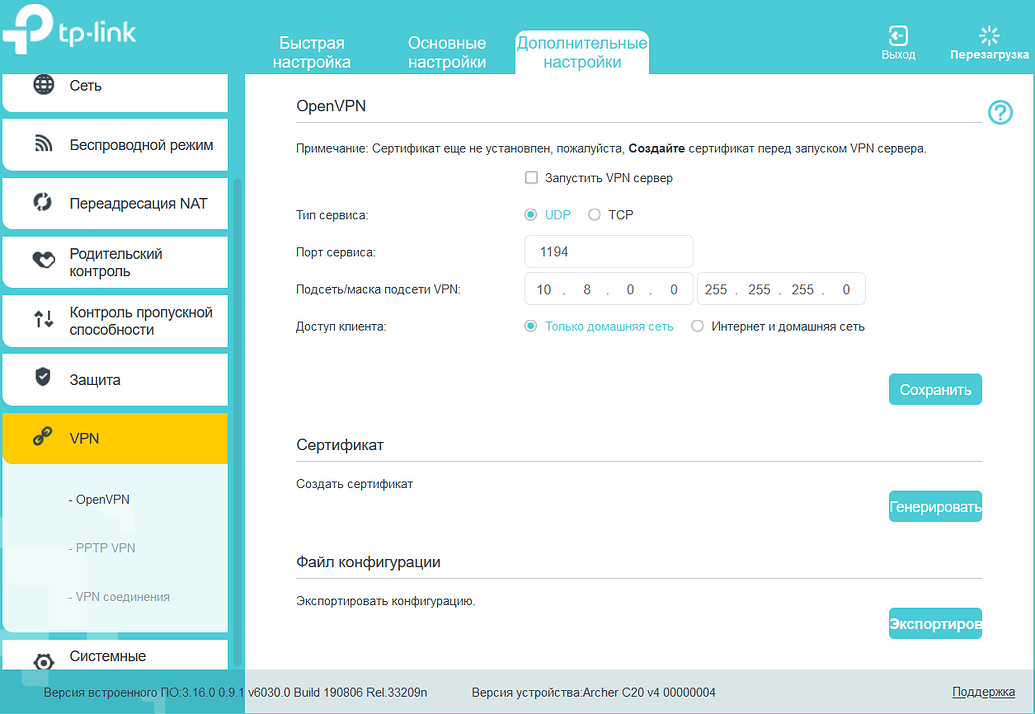 tp-link
Быстрая
настройка
Основные
настройки
Дополнительные
настройки
Выход
Перезагрузка
Сеть
Беспроводной режим
Переадресация NAT
Родительский
контроль
Контроль пропускной
способности
Защита
VPN
- OpenVPN
- PPTP VPN
- VPN соединения
Системные
OpenVPN
?
Примечание: Сертификат еще не установлен, пожалуйста, Создайте сертификат перед запуском VPN сервера.
Запустить VPN сервер
Тип сервиса: UDP TCP
Порт сервиса: 1194
Подсеть/маска подсети VPN: 10 . 8 . 0 . 0 255 . 255 . 255 . 0
Доступ клиента: Только домашняя сеть Интернет и домашняя сеть
Сохранить
Сертификат
Создать сертификат
Генерировать
Файл конфигурации
Экспортировать конфигурацию.
Экспортиров
Версия встроенного ПО:3.16.0 0.9.1 v6030.0 Build 190806 Rel.33209n Версия устройства:Archer C20 v4 00000004 Поддержка